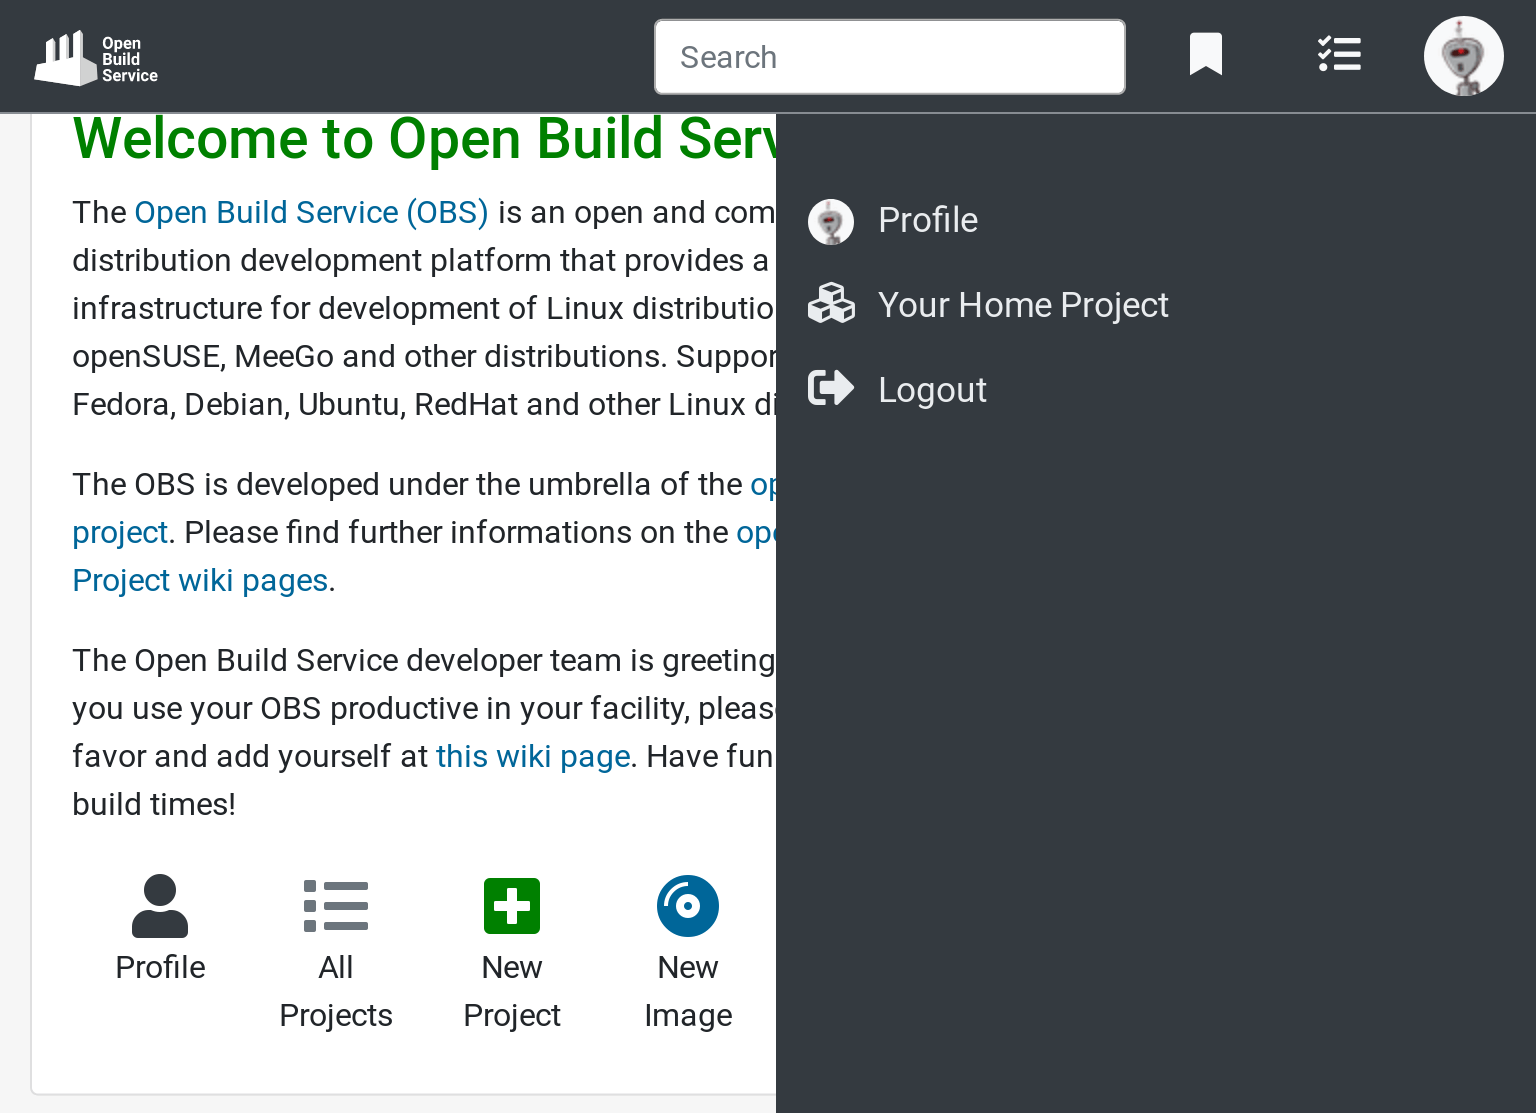 Open
Build
Service
Search
Welcome to Open Build Serv
The Open Build Service (OBS) is an open and com
distribution development platform that provides a
infrastructure for development of Linux distributio
openSUSE, MeeGo and other distributions. Suppor
Fedora, Debian, Ubuntu, RedHat and other Linux di
The OBS is developed under the umbrella of the op
project. Please find further informations on the ope
Project wiki pages.
The Open Build Service developer team is greeting
you use your OBS productive in your facility, please
favor and add yourself at this wiki page. Have fun
build times!
Profile
All
Projects
New
Project
New
Image
Profile
Your Home Project
Logout